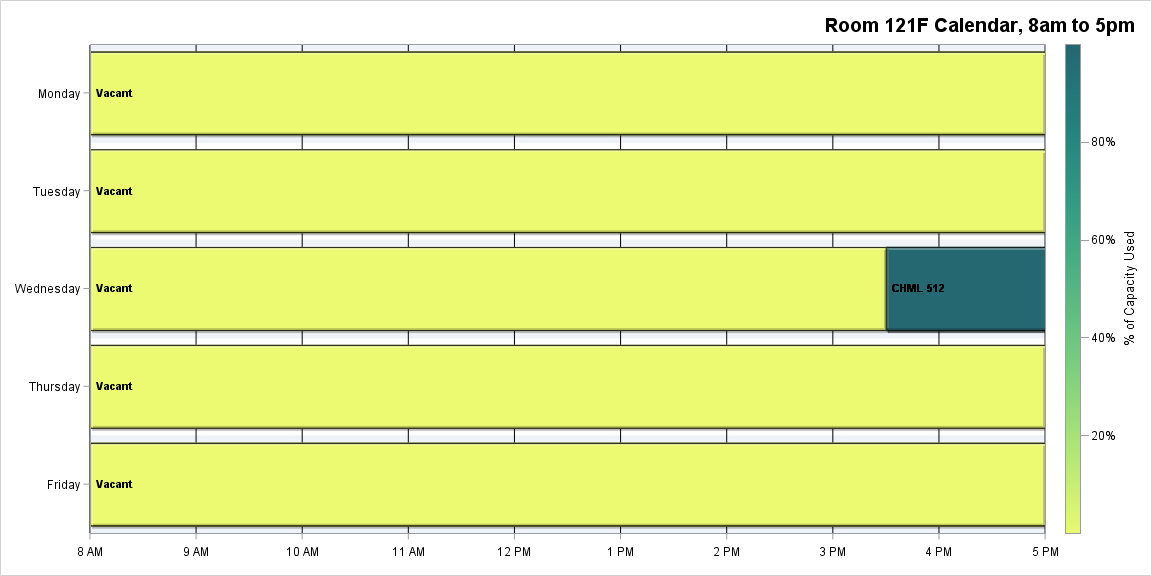 Room 121F Calendar, 8am to 5pm
Monday
Vacant
Tuesday
Vacant
Wednesday
Vacant
CHML 512
Thursday
Vacant
Friday
Vacant
8 AM
9 AM
10 AM
11 AM
12 PM
1 PM
2 PM
3 PM
4 PM
5 PM
80%
60%
40%
20%
% of Capacity Used